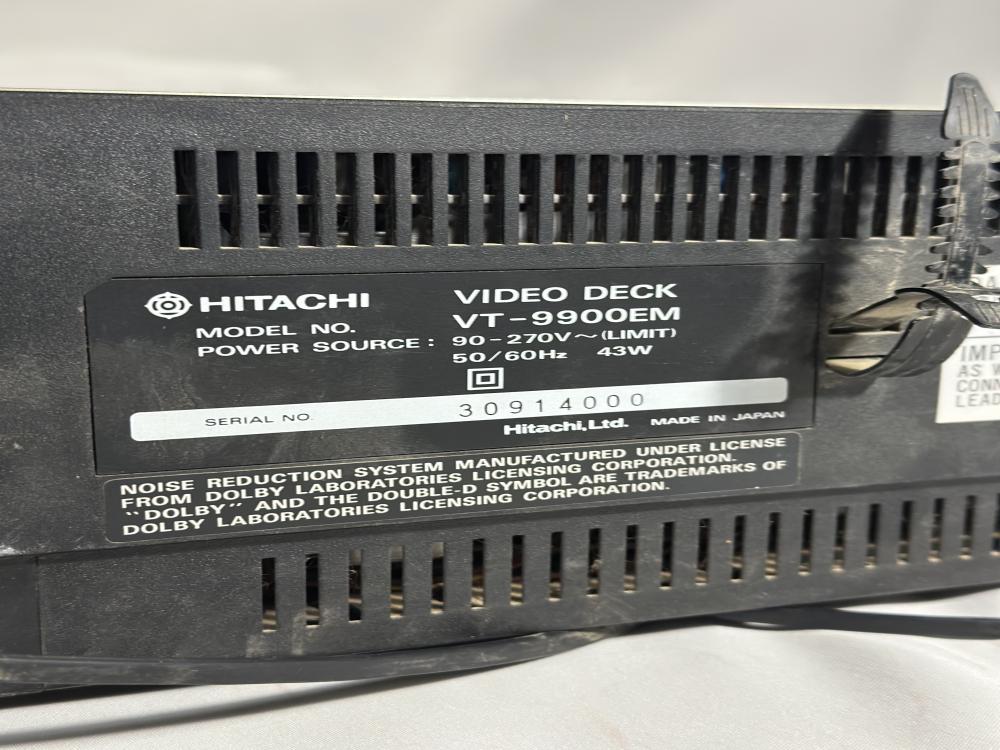 HITACHI
VIDEO DECK
MODEL NO.
VT-9900EM
POWER SOURCE :
90-270V～(LIMIT)
50/60Hz 43W
SERIAL NO.
30914000
Hitachi, Ltd. MADE IN JAPAN
NOISE REDUCTION SYSTEM MANUFACTURED UNDER LICENSE
FROM DOLBY LABORATORIES LICENSING CORPORATION.
"DOLBY" AND THE DOUBLE-D SYMBOL ARE TRADEMARKS OF
DOLBY LABORATORIES LICENSING CORPORATION.
IMP
AS W
CONN
LEAD